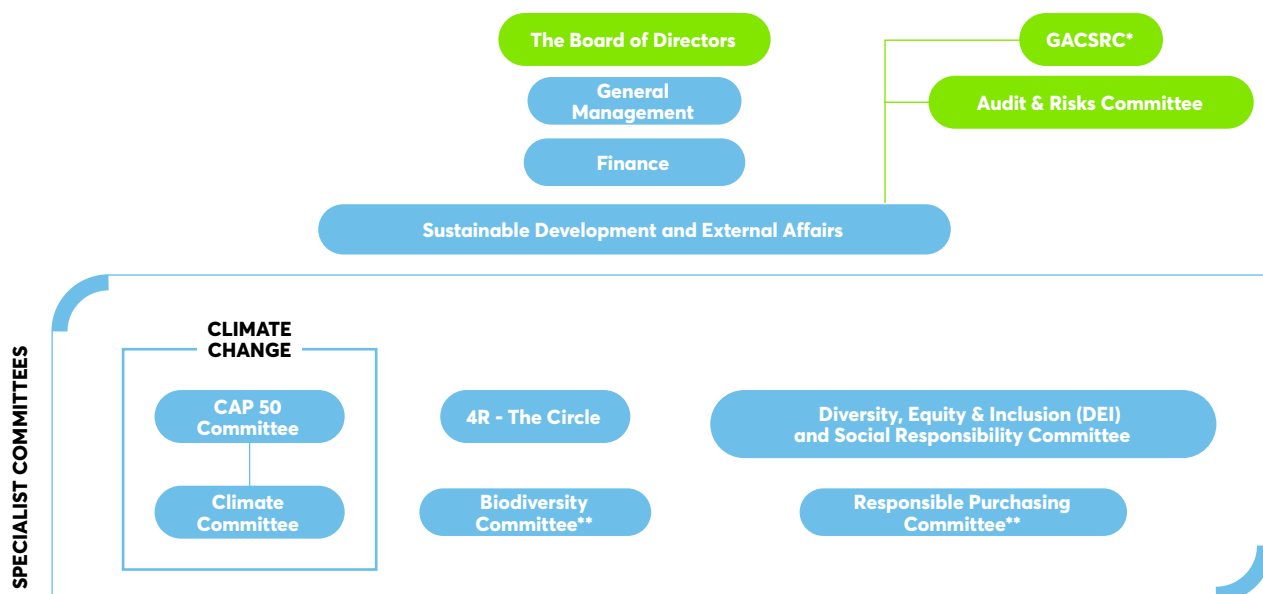 The Board of Directors
GACSRC*
General
Management
Audit & Risks Committee
Finance
Sustainable Development and External Affairs
SPECIALIST COMMITTEES
CLIMATE
CHANGE
CAP 50
Committee
4R - The Circle
Diversity, Equity & Inclusion (DEI)
and Social Responsibility Committee
Climate
Committee
Biodiversity
Committee**
Responsible Purchasing
Committee**